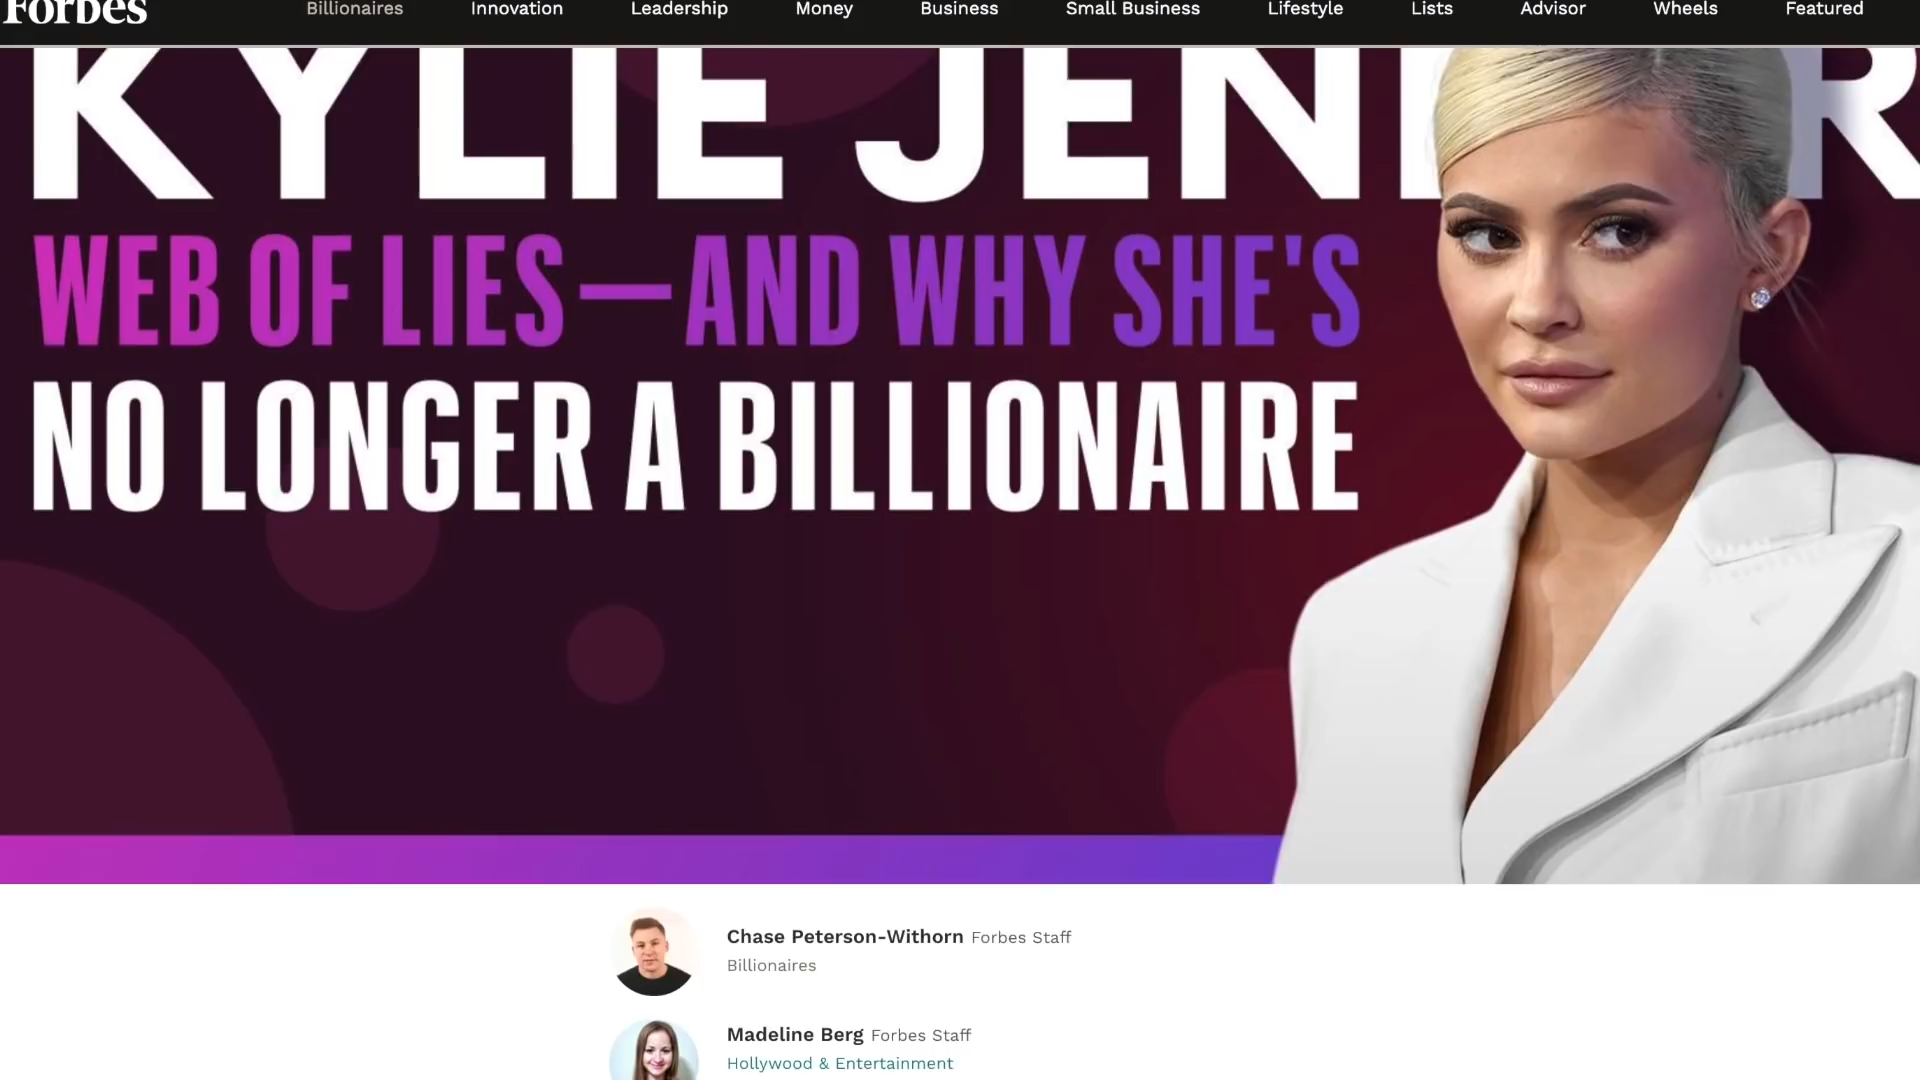 Forbes
Billionaires Innovation Leadership Money Business Small Business Lifestyle Lists Advisor Wheels Featured
KYLIE JENNER
WEB OF LIES—AND WHY SHE'S
NO LONGER A BILLIONAIRE
Chase Peterson-Withorn Forbes Staff
Billionaires
Madeline Berg Forbes Staff
Hollywood & Entertainment